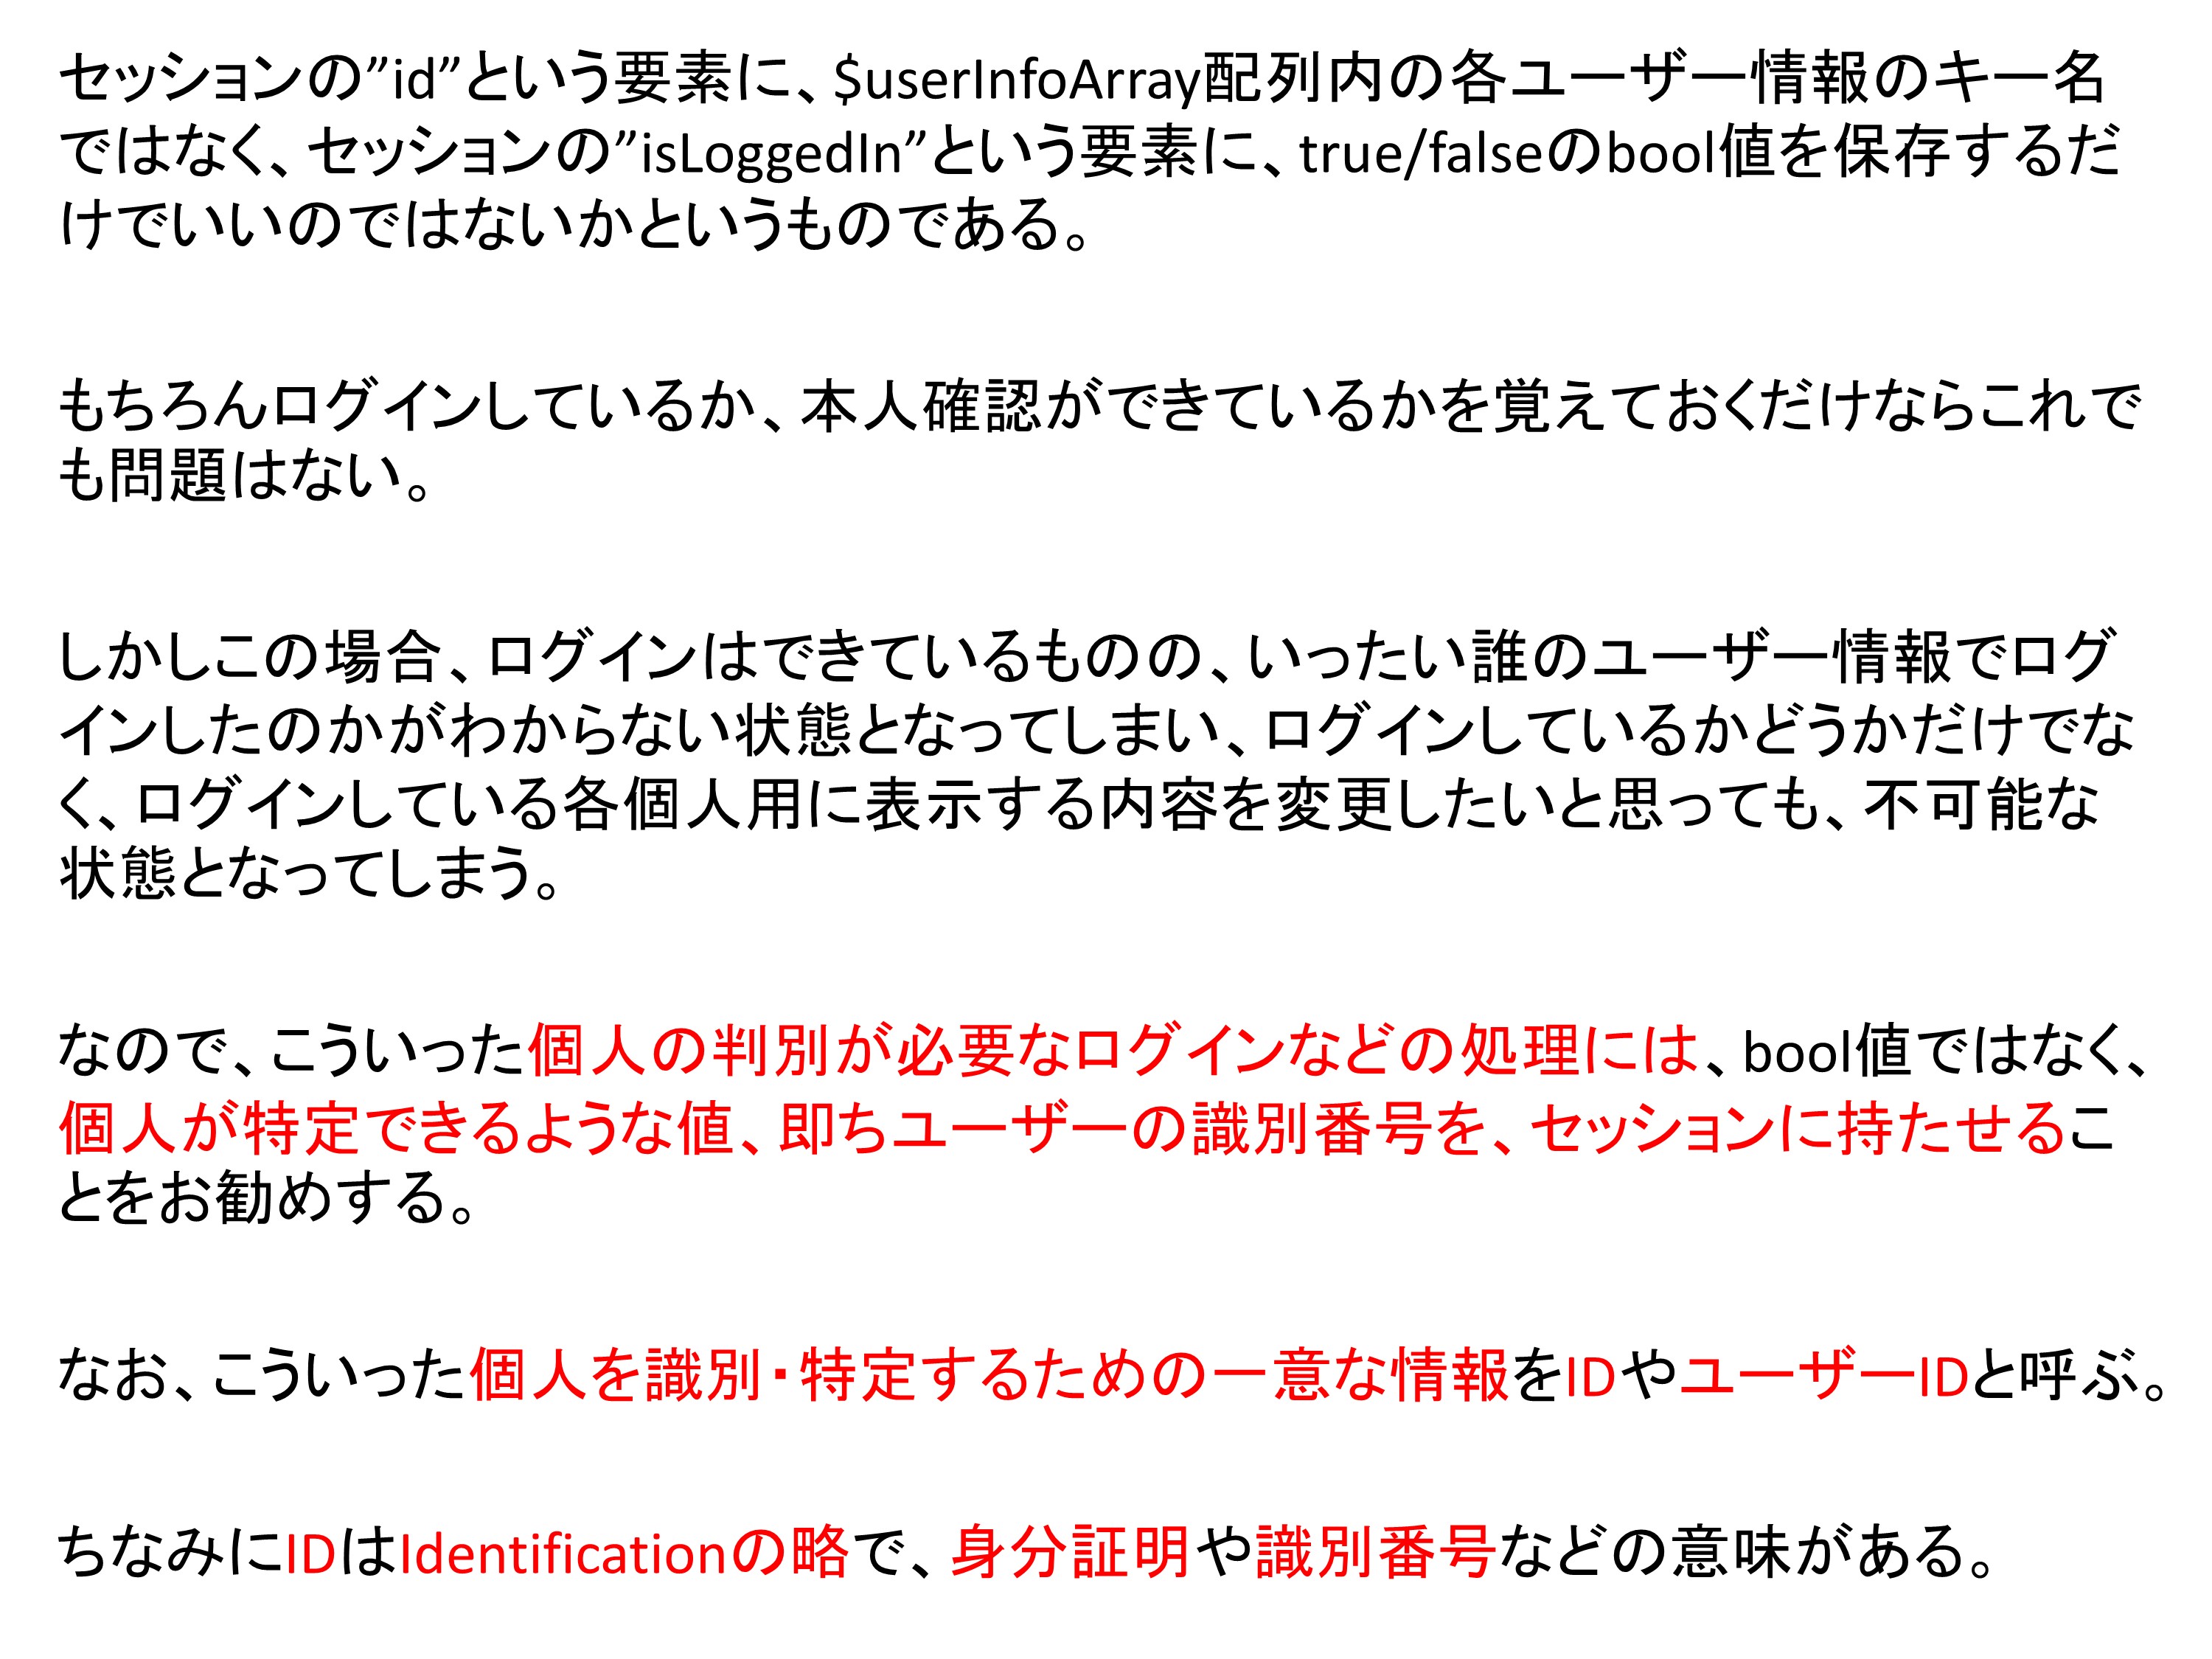 セッションの”id”という要素に、$userInfoArray配列内の各ユーザー情報のキー名
ではなく、セッションの”isLoggedIn”という要素に、true/falseのbool値を保存するだ
けでいいのではないかというものである。
もちろんログインしているか、本人確認ができているかを覚えておくだけならこれで
も問題はない。
しかしこの場合、ログインはできているものの、いったい誰のユーザー情報でログ
インしたのかがわからない状態となってしまい、ログインしているかどうかだけでな
く、ログインしている各個人用に表示する内容を変更したいと思っても、不可能な
状態となってしまう。
なので、こういった個人の判別が必要なログインなどの処理には、bool値ではなく、
個人が特定できるような値、即ちユーザーの識別番号を、セッションに持たせるこ
とをお勧めする。
なお、こういった個人を識別・特定するための一意な情報をIDやユーザーIDと呼ぶ。
ちなみにIDはIdentificationの略で、身分証明や識別番号などの意味がある。